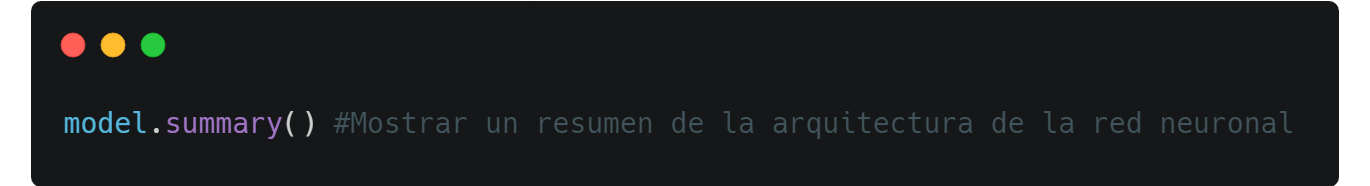 model.summary() #Mostrar un resumen de la arquitectura de la red neuronal